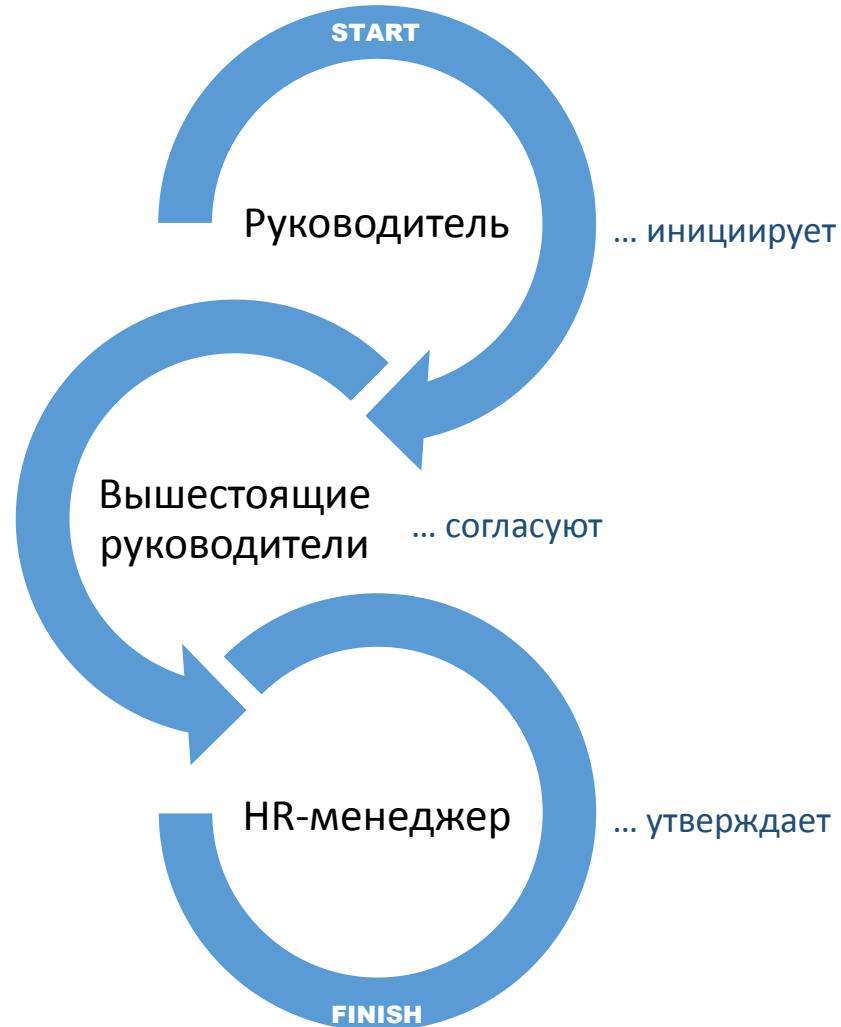 START
Руководитель
... инициирует
Вышестоящие
руководители
... согласуют
HR-менеджер
... утверждает
FINISH